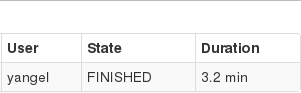 User State Duration
yangel FINISHED 3.2 min